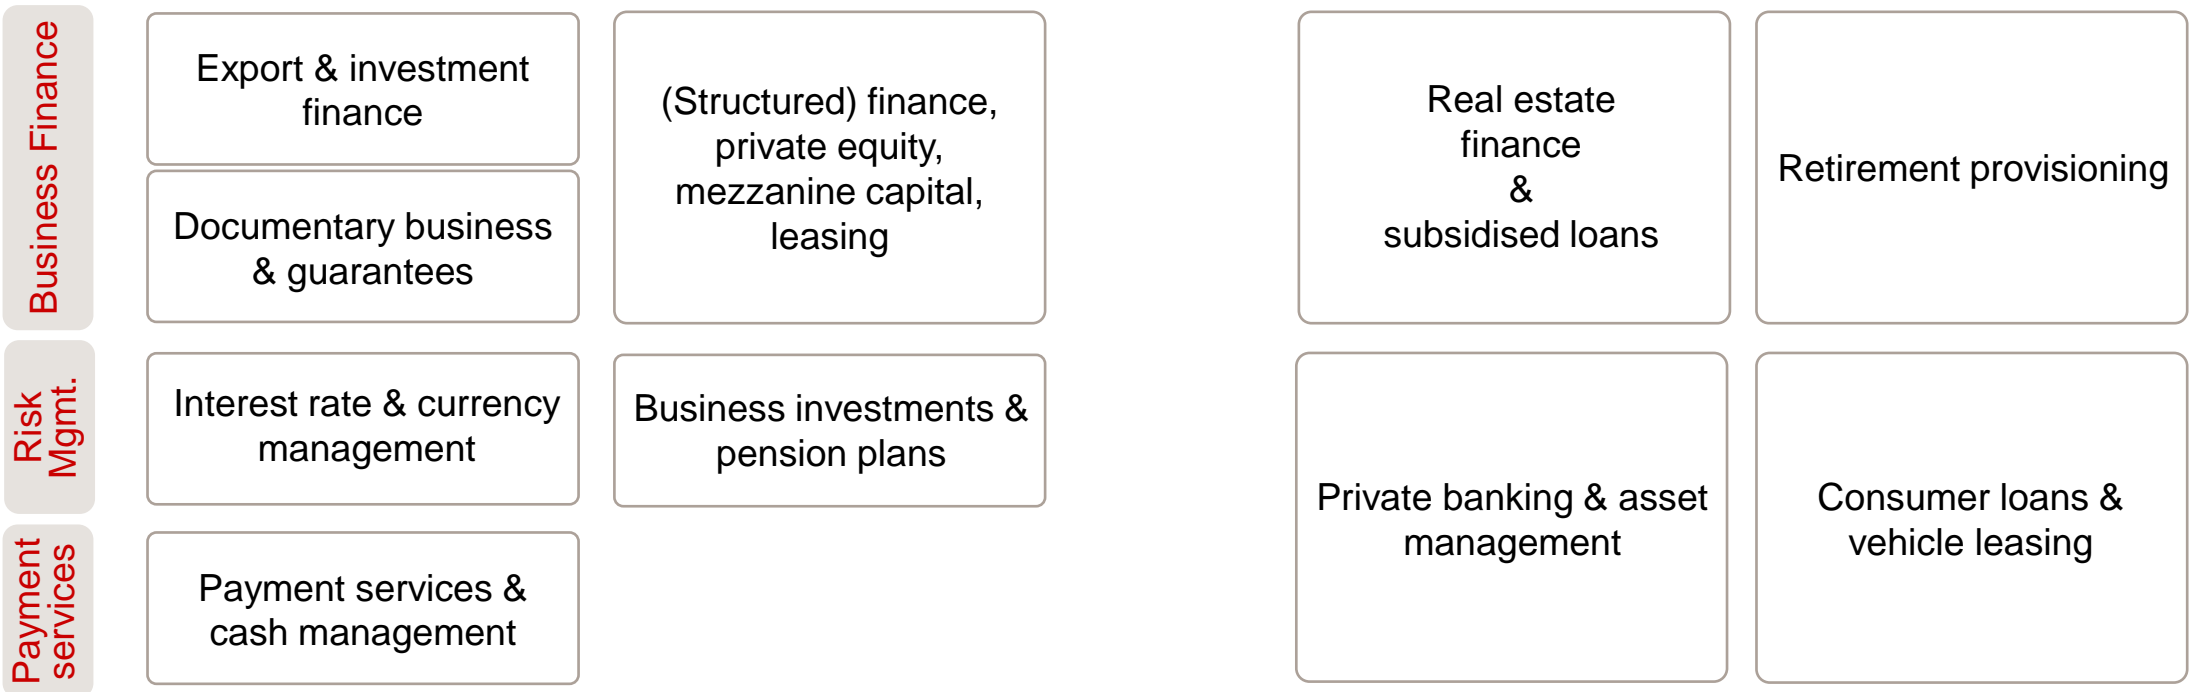 Business Finance
Export & investment
finance
Documentary business
& guarantees
(Structured) finance,
private equity,
mezzanine capital,
leasing
Real estate
finance
&
subsidised loans
Retirement provisioning
Risk
Mgmt.
Interest rate & currency
management
Business investments &
pension plans
Private banking & asset
management
Consumer loans &
vehicle leasing
Payment
services
Payment services &
cash management